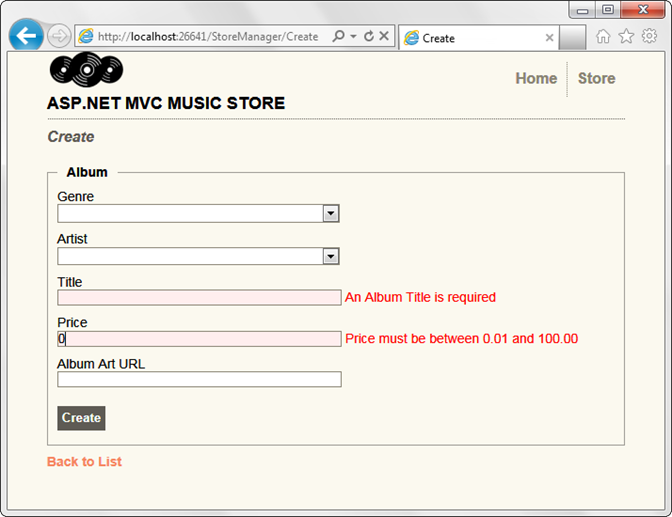 http://localhost:26641/StoreManager/Create
Create
Home
Store
ASP.NET MVC MUSIC STORE
Create
Album
Genre
Artist
Title
An Album Title is required
Price
0
Price must be between 0.01 and 100.00
Album Art URL
Create
Back to List